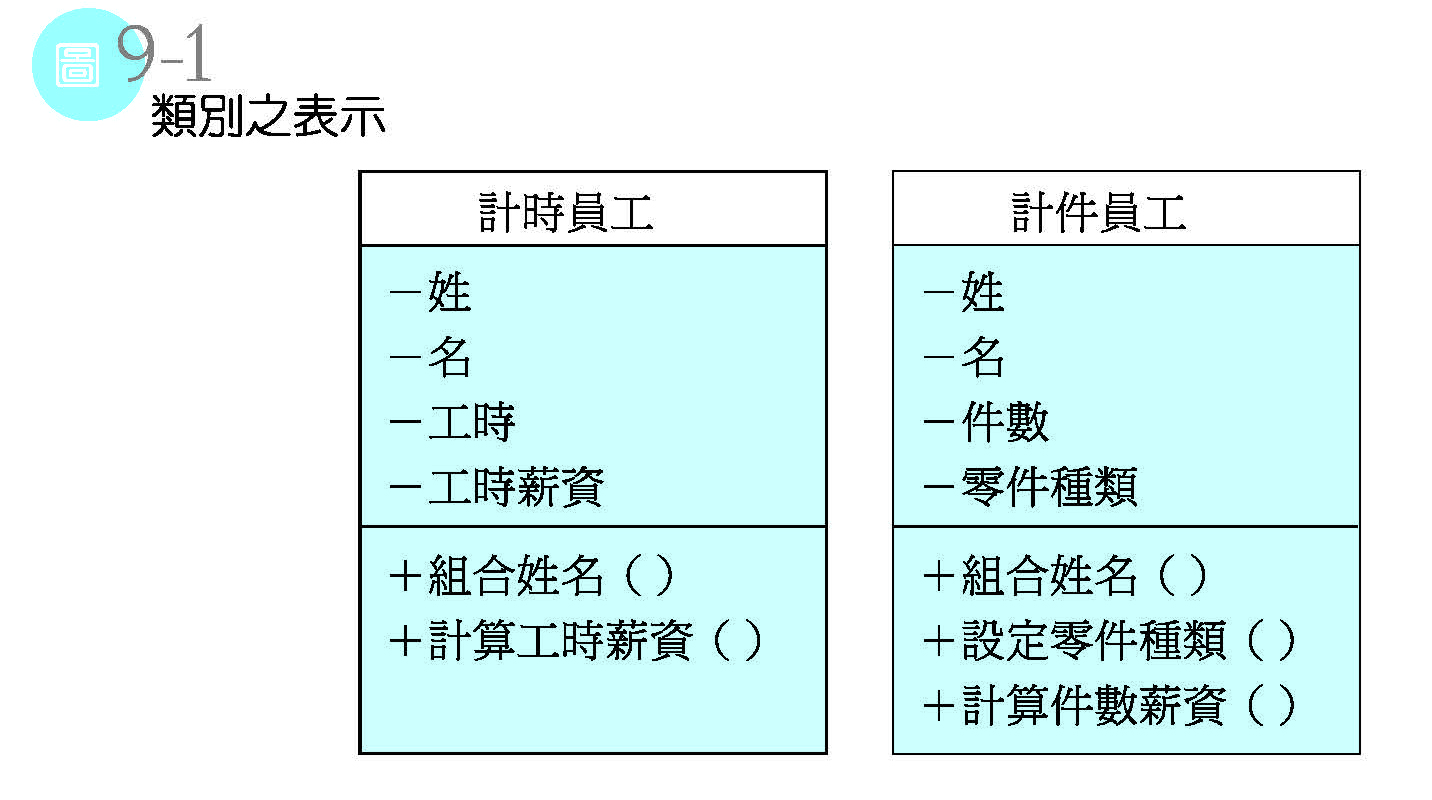 圖 9-1
類別之表示
計時員工
－姓
－名
－工時
－工時薪資
＋組合姓名（）
＋計算工時薪資（）
計件員工
－姓
－名
－件數
－零件種類
＋組合姓名（）
＋設定零件種類（）
＋計算件數薪資（）